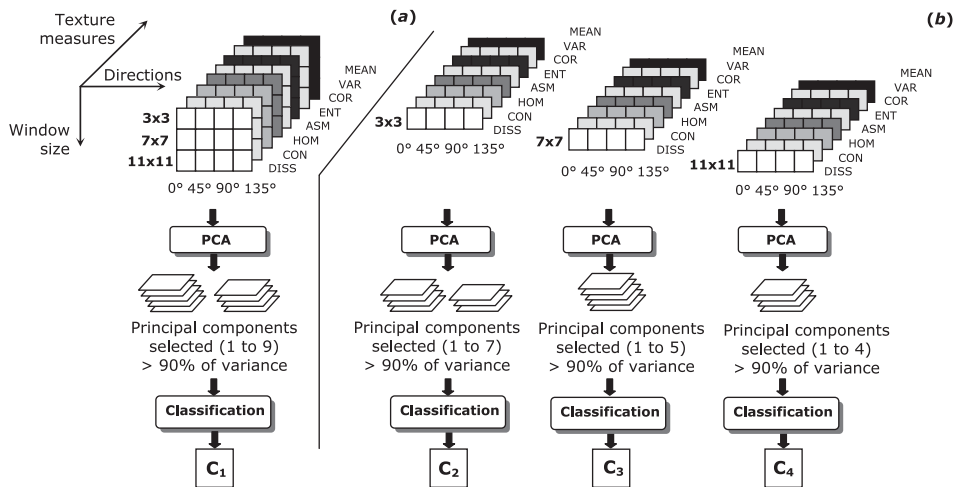 Texture
measures
Directions
Window
size
3x3
7x7
11x11
MEAN
VAR
COR
ENT
ASM
HOM
CON
DISS
0° 45° 90° 135°
PCA
Principal components
selected (1 to 9)
> 90% of variance
Classification
C1
(a)
(b)
3x3
MEAN
VAR
COR
ENT
ASM
HOM
CON
DISS
0° 45° 90° 135°
PCA
Principal components
selected (1 to 7)
> 90% of variance
Classification
C2
7x7
MEAN
VAR
COR
ENT
ASM
HOM
CON
DISS
0° 45° 90° 135°
PCA
Principal components
selected (1 to 5)
> 90% of variance
Classification
C3
11x11
MEAN
VAR
COR
ENT
ASM
HOM
CON
DISS
0° 45° 90° 135°
PCA
Principal components
selected (1 to 4)
> 90% of variance
Classification
C4